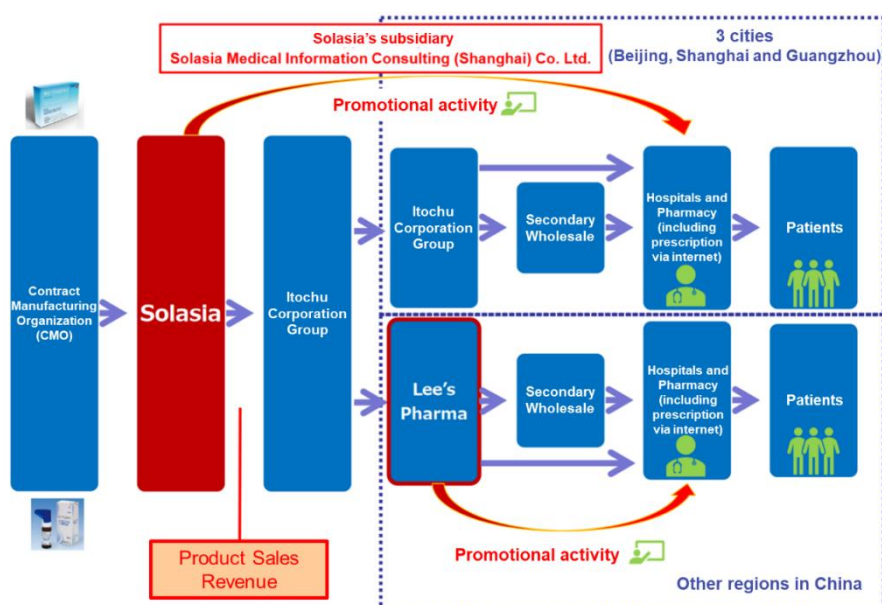 Solasia's subsidiary
Solasia Medical Information Consulting (Shanghai) Co. Ltd.
3 cities
(Beijing, Shanghai and Guangzhou)
Promotional activity
Contract
Manufacturing
Organization
(CMO)
Solasia
Itochu
Corporation
Group
Itochu
Corporation
Group
Secondary
Wholesale
Hospitals and
Pharmacy
(including
prescription
via internet)
Patients
Lee's
Pharma
Secondary
Wholesale
Hospitals and
Pharmacy
(including
prescription
via internet)
Patients
Product Sales
Revenue
Promotional activity
Other regions in China